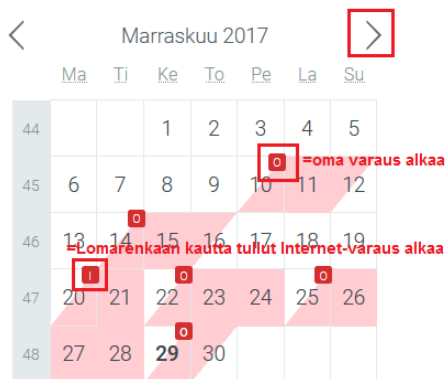 Marraskuu 2017
Ma Ti Ke To Pe La Su
44 1 2 3 4 5
O =oma varaus alkaa
45 6 7 8 9 10 11 12
O
46 13 14 15 16 17 18 19
=Lomarenkaan kautta tullut Internet-varaus alkaa
I O O
47 20 21 22 23 24 25 26
O
48 27 28 29 30